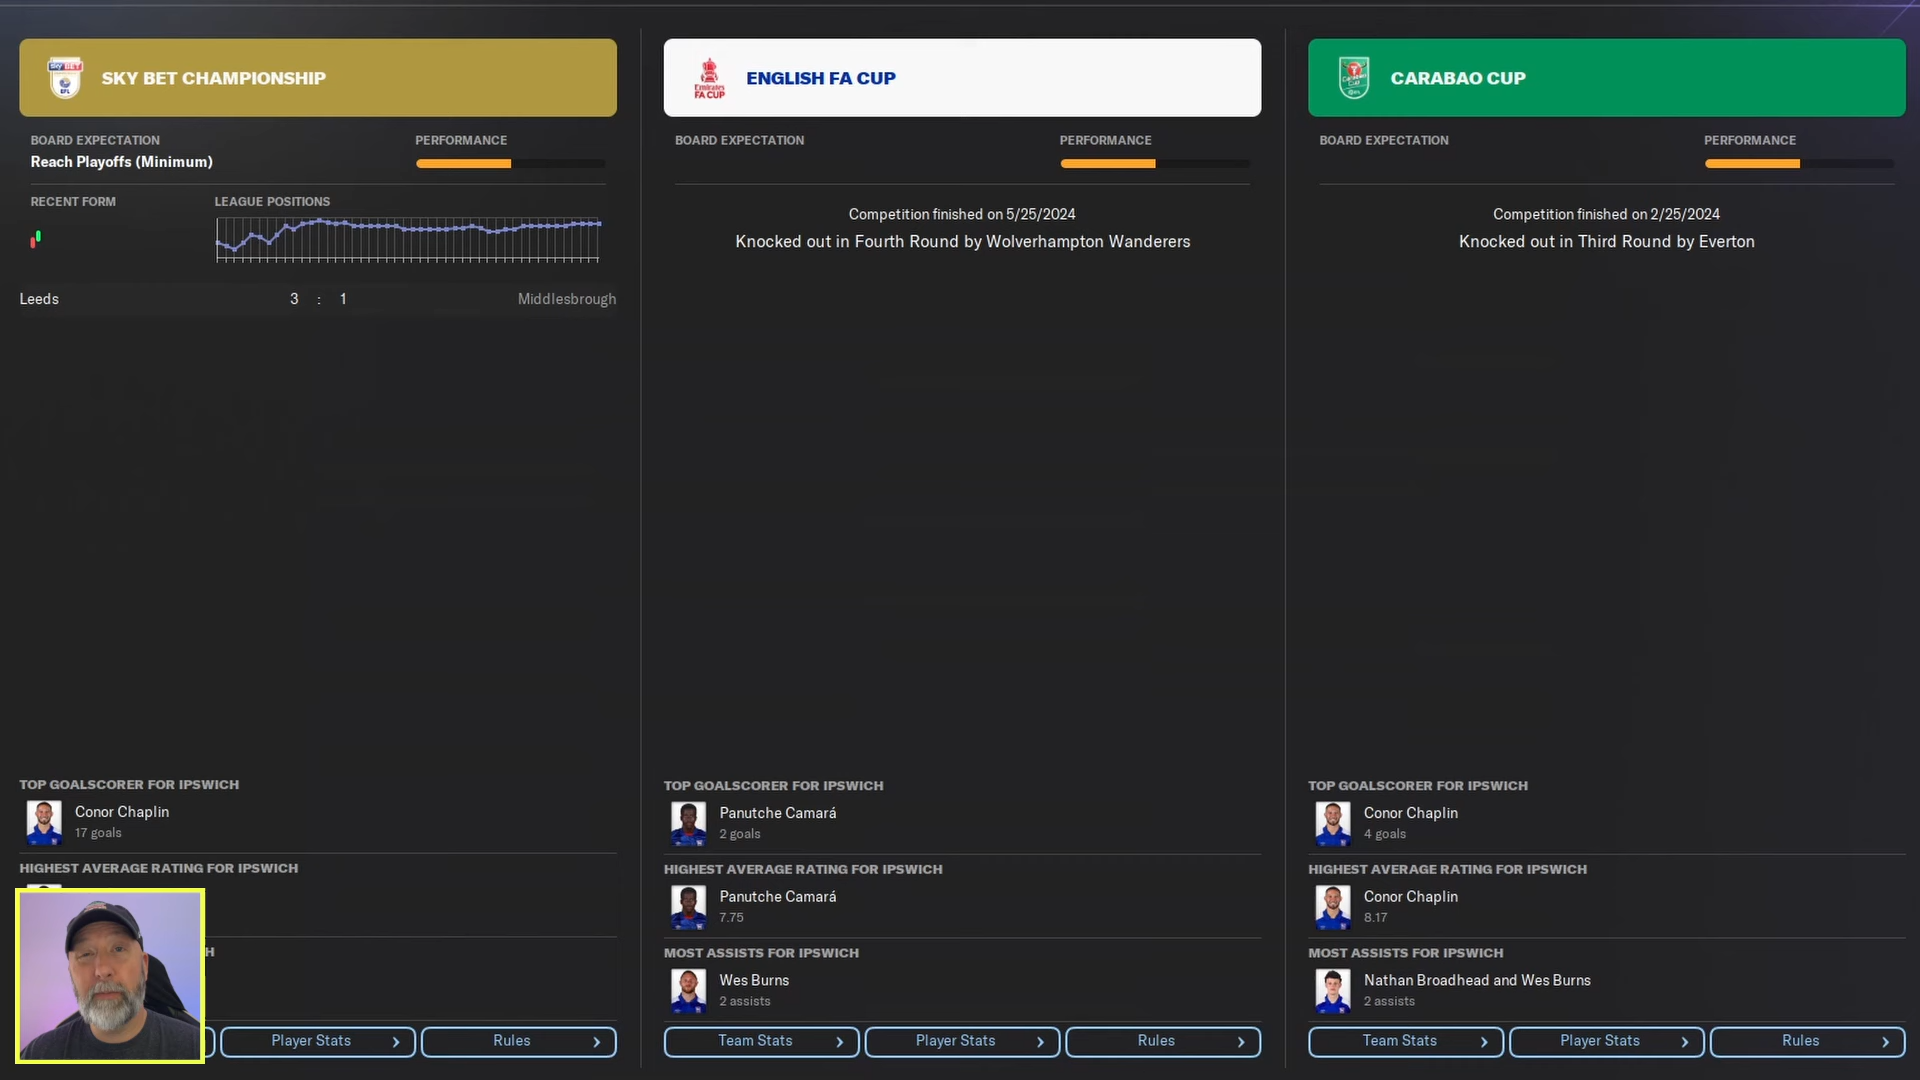 SKY BET CHAMPIONSHIP
BOARD EXPECTATION
PERFORMANCE
Reach Playoffs (Minimum)
RECENT FORM
LEAGUE POSITIONS
Leeds 3 : 1 Middlesbrough
TOP GOALSCORER FOR IPSWICH
Conor Chaplin
17 goals
HIGHEST AVERAGE RATING FOR IPSWICH
H
Player Stats
Rules
Emirates
FA CUP
ENGLISH FA CUP
BOARD EXPECTATION
PERFORMANCE
Competition finished on 5/25/2024
Knocked out in Fourth Round by Wolverhampton Wanderers
TOP GOALSCORER FOR IPSWICH
Panutche Camará
2 goals
HIGHEST AVERAGE RATING FOR IPSWICH
Panutche Camará
7.75
MOST ASSISTS FOR IPSWICH
Wes Burns
2 assists
Team Stats
Player Stats
Rules
CARABAO CUP
BOARD EXPECTATION
PERFORMANCE
Competition finished on 2/25/2024
Knocked out in Third Round by Everton
TOP GOALSCORER FOR IPSWICH
Conor Chaplin
4 goals
HIGHEST AVERAGE RATING FOR IPSWICH
Conor Chaplin
8.17
MOST ASSISTS FOR IPSWICH
Nathan Broadhead and Wes Burns
2 assists
Team Stats
Player Stats
Rules